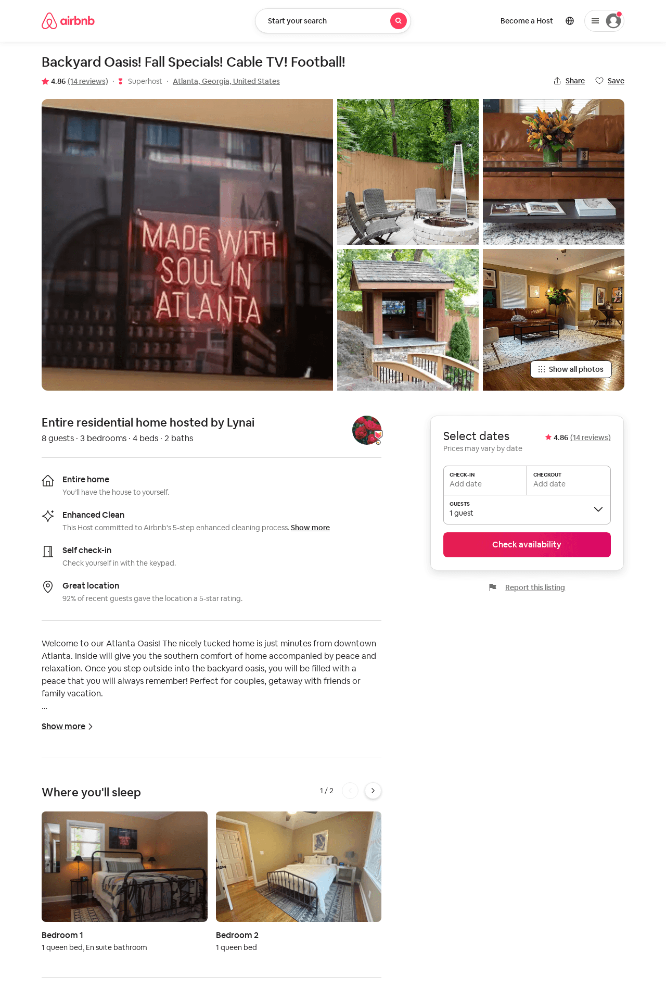 airbnb
Start your search
Become a Host
Backyard Oasis! Fall Specials! Cable TV! Football!
4.86 (14 reviews) · Superhost · Atlanta, Georgia, United States
Share
Save
MADE WITH
SOUL IN
ATLANTA
Show all photos
Entire residential home hosted by Lynai
8 guests · 3 bedrooms · 4 beds · 2 baths
Entire home
You’ll have the house to yourself.
Enhanced Clean
This Host committed to Airbnb's 5-step enhanced cleaning process. Show more
Self check-in
Check yourself in with the keypad.
Great location
92% of recent guests gave the location a 5-star rating.
Select dates
4.86 (14 reviews)
Prices may vary by date
CHECK-IN
Add date
CHECKOUT
Add date
GUESTS
1 guest
Check availability
Report this listing
Welcome to our Atlanta Oasis! The nicely tucked home is just minutes from downtown
Atlanta. Inside will give you the southern comfort of home accompanied by peace and
relaxation. Once you step outside into the backyard oasis, you will be filled with a
peace that you will always remember! Perfect for couples, getaway with friends or
family vacation.
...
Show more
Where you'll sleep
1 / 2
Bedroom 1
1 queen bed, En suite bathroom
Bedroom 2
1 queen bed